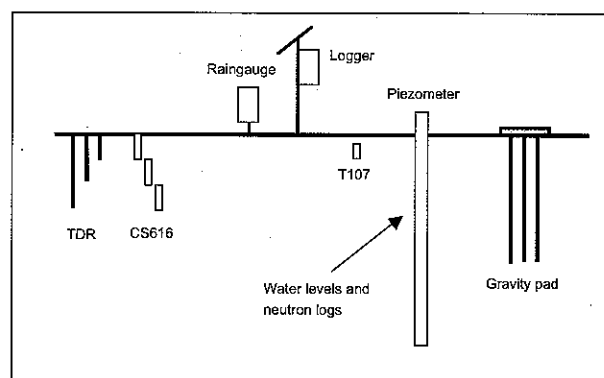 Logger
Raingauge
Piezometer
T107
TDR
CS616
Water levels and
neutron logs
Gravity pad